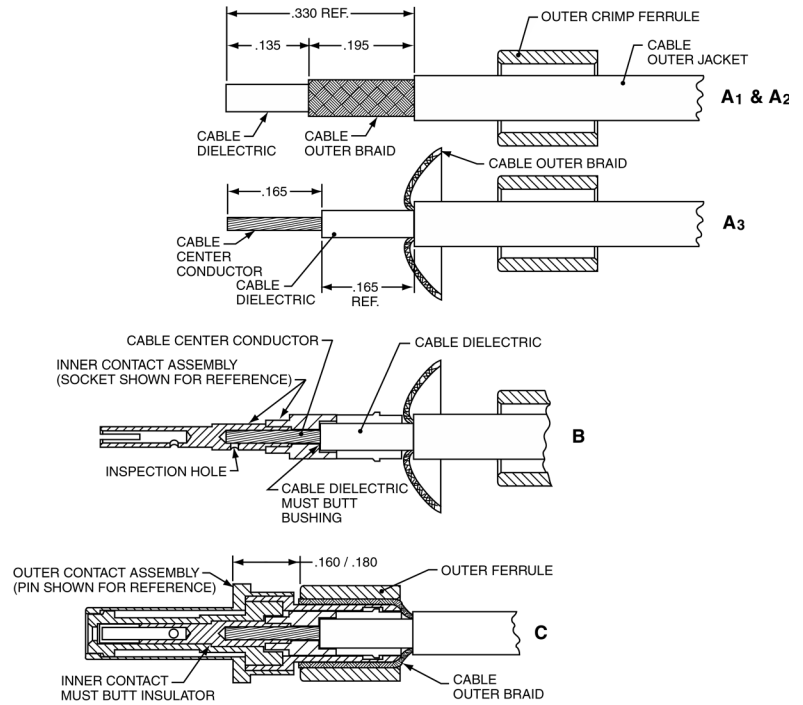 .330 REF.
.135
.195
OUTER CRIMP FERRULE
CABLE
OUTER JACKET
A1 & A2
CABLE
DIELECTRIC
CABLE
OUTER BRAID
CABLE OUTER BRAID
.165
A3
CABLE
CENTER
CONDUCTOR
CABLE
DIELECTRIC
.165
REF.
CABLE CENTER CONDUCTOR
CABLE DIELECTRIC
INNER CONTACT ASSEMBLY
(SOCKET SHOWN FOR REFERENCE)
B
INSPECTION HOLE
CABLE DIELECTRIC
MUST BUTT
BUSHING
.160 / .180
OUTER CONTACT ASSEMBLY
(PIN SHOWN FOR REFERENCE)
OUTER FERRULE
C
INNER CONTACT
MUST BUTT INSULATOR
CABLE
OUTER BRAID